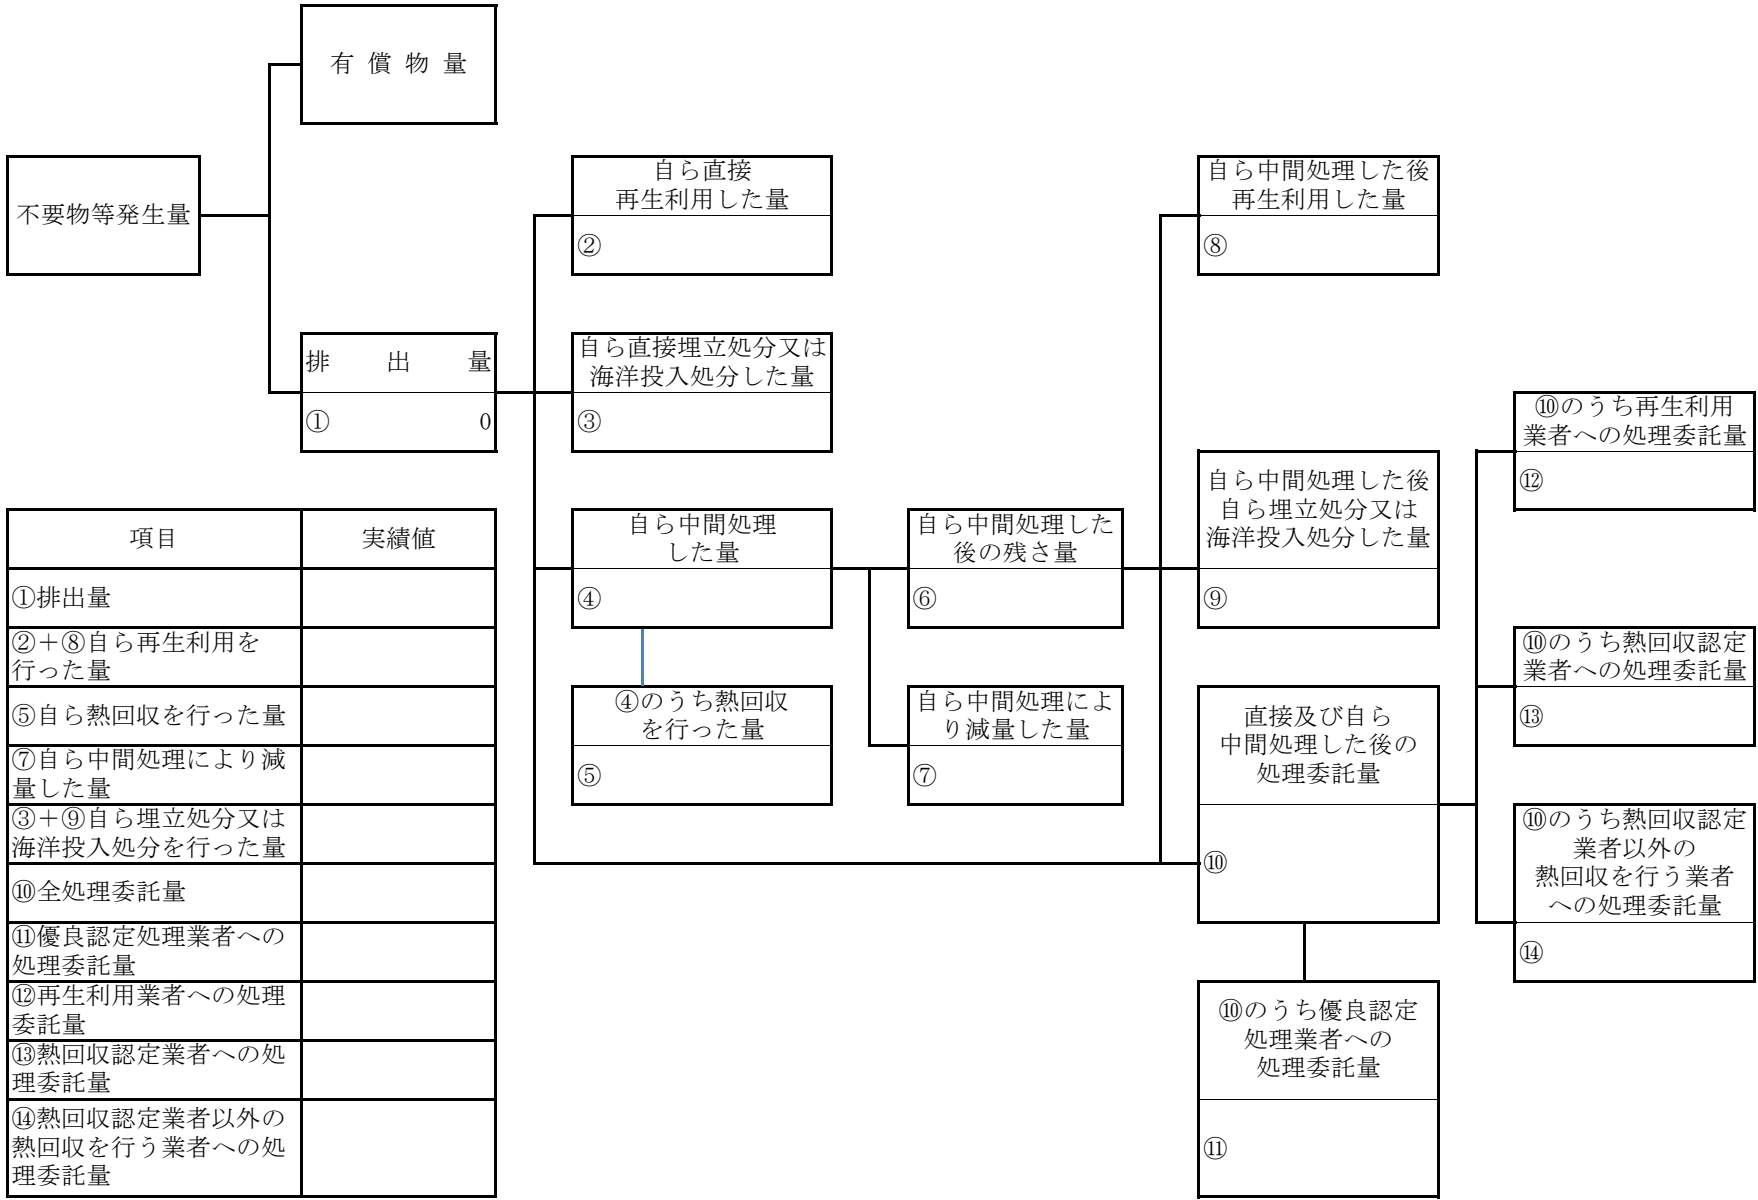 有償物量
不要物等発生量
自ら直接
再生利用した量
②
自ら中間処理した後
再生利用した量
⑧
排出量
① 0
自ら直接埋立処分又は
海洋投入処分した量
③
⑩のうち再生利用
業者への処理委託量
⑫
自ら中間処理した後
自ら埋立処分又は
海洋投入処分した量
⑨
自ら中間処理
した量
④
自ら中間処理した
後の残さ量
⑥
④のうち熱回収
を行った量
⑤
自ら中間処理によ
り減量した量
⑦
直接及び自ら
中間処理した後の
処理委託量
⑩
⑩のうち熱回収認定
業者への処理委託量
⑬
⑩のうち熱回収認定
業者以外の
熱回収を行う業者
への処理委託量
⑭
⑩のうち優良認定
処理業者への
処理委託量
⑪
項目 実績値
①排出量
②＋⑧自ら再生利用を
行った量
⑤自ら熱回収を行った量
⑦自ら中間処理により減
量した量
③＋⑨自ら埋立処分又は
海洋投入処分を行った量
⑩全処理委託量
⑪優良認定処理業者への
処理委託量
⑫再生利用業者への処理
委託量
⑬熱回収認定業者への処
理委託量
⑭熱回収認定業者以外の
熱回収を行う業者への処
理委託量